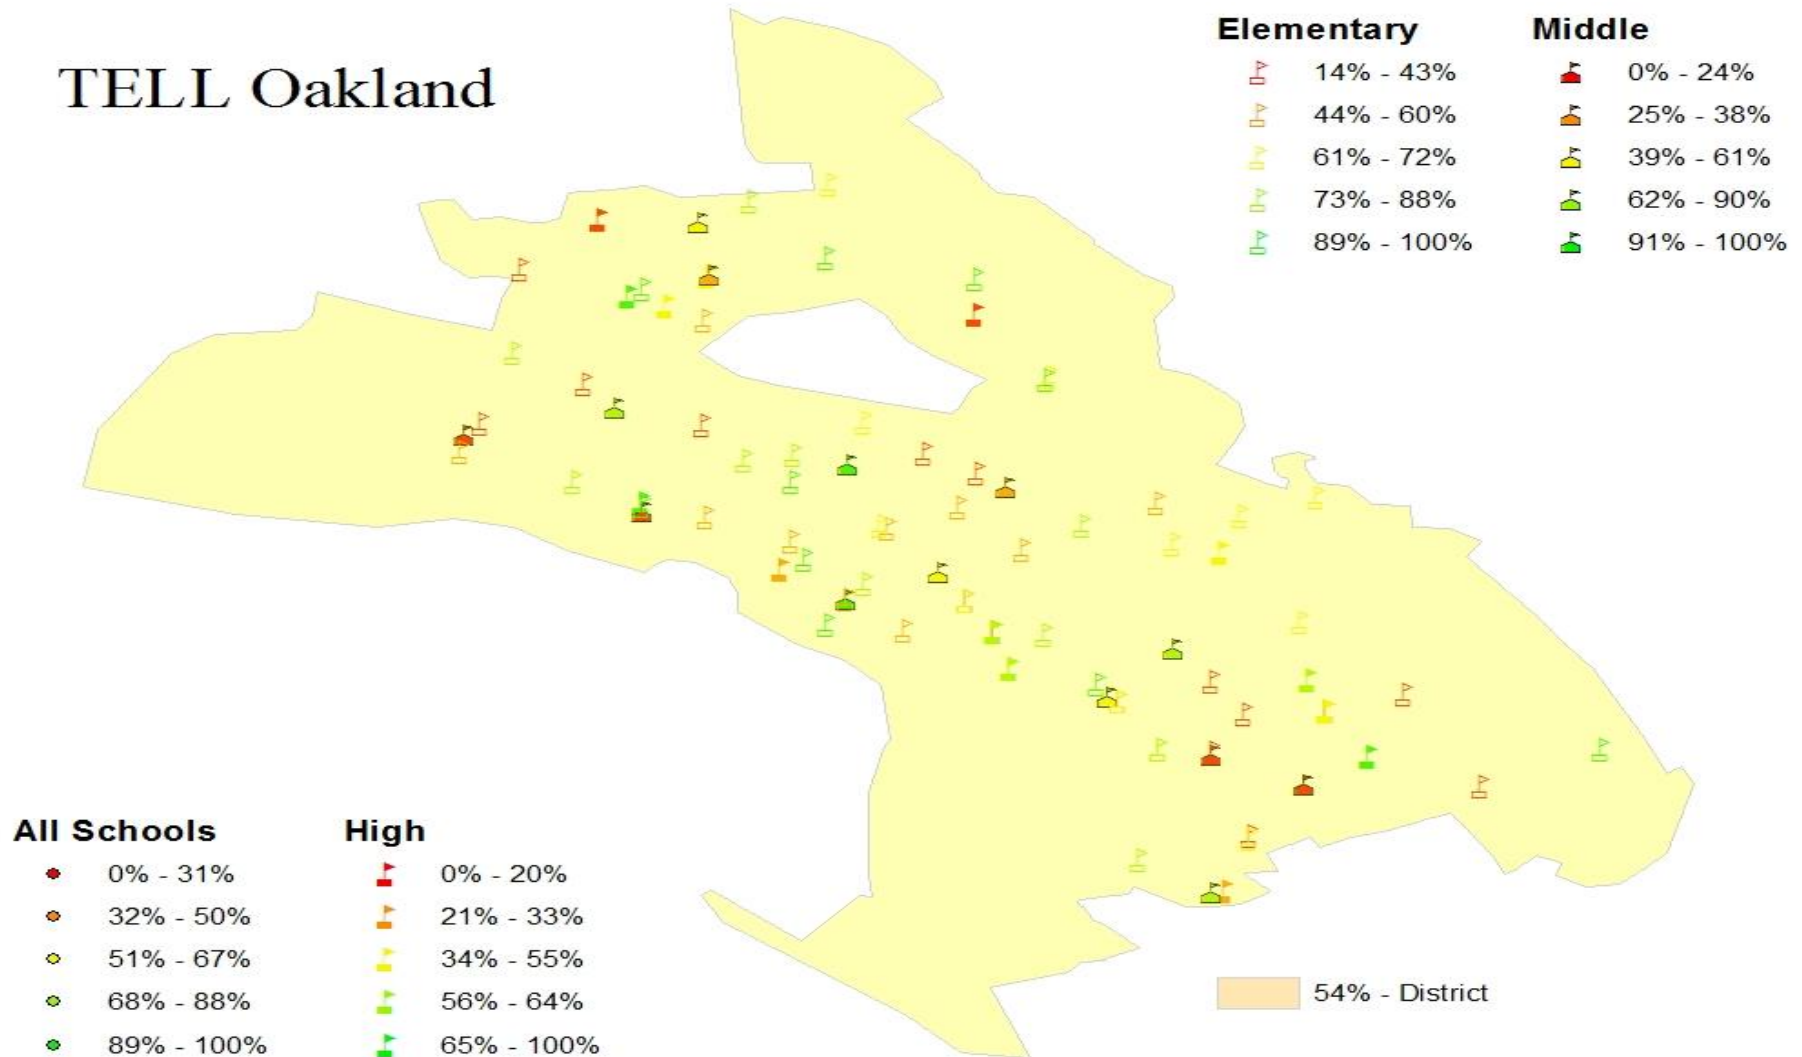 TELL Oakland
Elementary
14% - 43%
44% - 60%
61% - 72%
73% - 88%
89% - 100%
Middle
0% - 24%
25% - 38%
39% - 61%
62% - 90%
91% - 100%
All Schools
0% - 31%
32% - 50%
51% - 67%
68% - 88%
89% - 100%
High
0% - 20%
21% - 33%
34% - 55%
56% - 64%
65% - 100%
54% - District